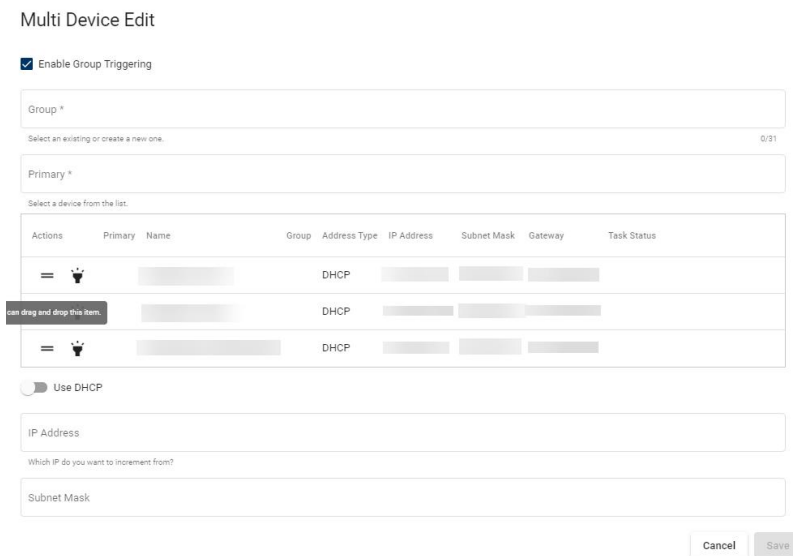 Multi Device Edit
Enable Group Triggering
Group *
Select an existing or create a new one. 0/31
Primary *
Select a device from the list.
Actions Primary Name Group Address Type IP Address Subnet Mask Gateway Task Status
DHCP
can drag and drop this item. DHCP
DHCP
Use DHCP
IP Address
Which IP do you want to increment from?
Subnet Mask
Cancel Save